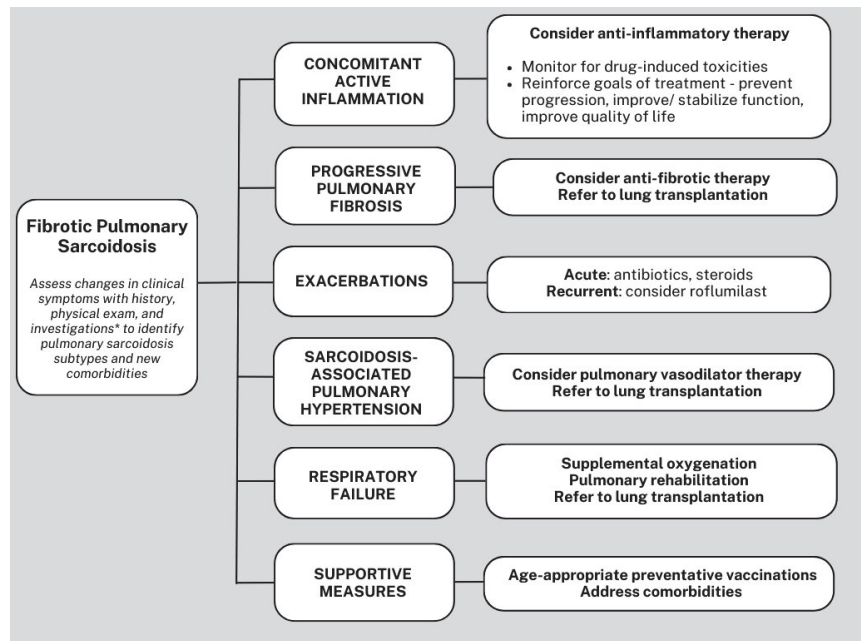 Fibrotic Pulmonary
Sarcoidosis
Assess changes in clinical
symptoms with history,
physical exam, and
investigations* to identify
pulmonary sarcoidosis
subtypes and new
comorbidities
CONCOMITANT
ACTIVE
INFLAMMATION
Consider anti-inflammatory therapy
• Monitor for drug-induced toxicities
• Reinforce goals of treatment - prevent
progression, improve/ stabilize function,
improve quality of life
PROGRESSIVE
PULMONARY
FIBROSIS
Consider anti-fibrotic therapy
Refer to lung transplantation
EXACERBATIONS
Acute: antibiotics, steroids
Recurrent: consider roflumilast
SARCOIDOSIS-
ASSOCIATED
PULMONARY
HYPERTENSION
Consider pulmonary vasodilator therapy
Refer to lung transplantation
RESPIRATORY
FAILURE
Supplemental oxygenation
Pulmonary rehabilitation
Refer to lung transplantation
SUPPORTIVE
MEASURES
Age-appropriate preventative vaccinations
Address comorbidities